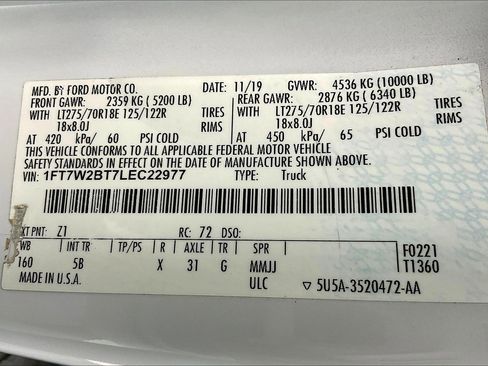 MFD. BY FORD MOTOR CO. DATE: 11/19 GVWR: 4536 KG (10000 LB)
FRONT GAWR: 2359 KG (5200 LB) REAR GAWR: 2876 KG (6340 LB)
WITH LT275/70R18E 125/122R TIRES WITH LT275/70R18E 125/122R TIRES
18x8.0J RIMS 18x8.0J RIMS
AT 420 kPa/ 60 PSI COLD AT 450 kPa/ 65 PSI COLD
THIS VEHICLE CONFORMS TO ALL APPLICABLE FEDERAL MOTOR VEHICLE
SAFETY STANDARDS IN EFFECT ON THE DATE OF MANUFACTURE SHOWN ABOVE.
VIN: 1FT7W2BT7LEC22977 TYPE: Truck
XT PNT: Z1 RC: 72 DSO:
WB INT TR TP/PS R AXLE TR SPR F0221
160 5B X 31 G MMJJ T1360
MADE IN U.S.A. ULC ▽ 5U5A-3520472-AA